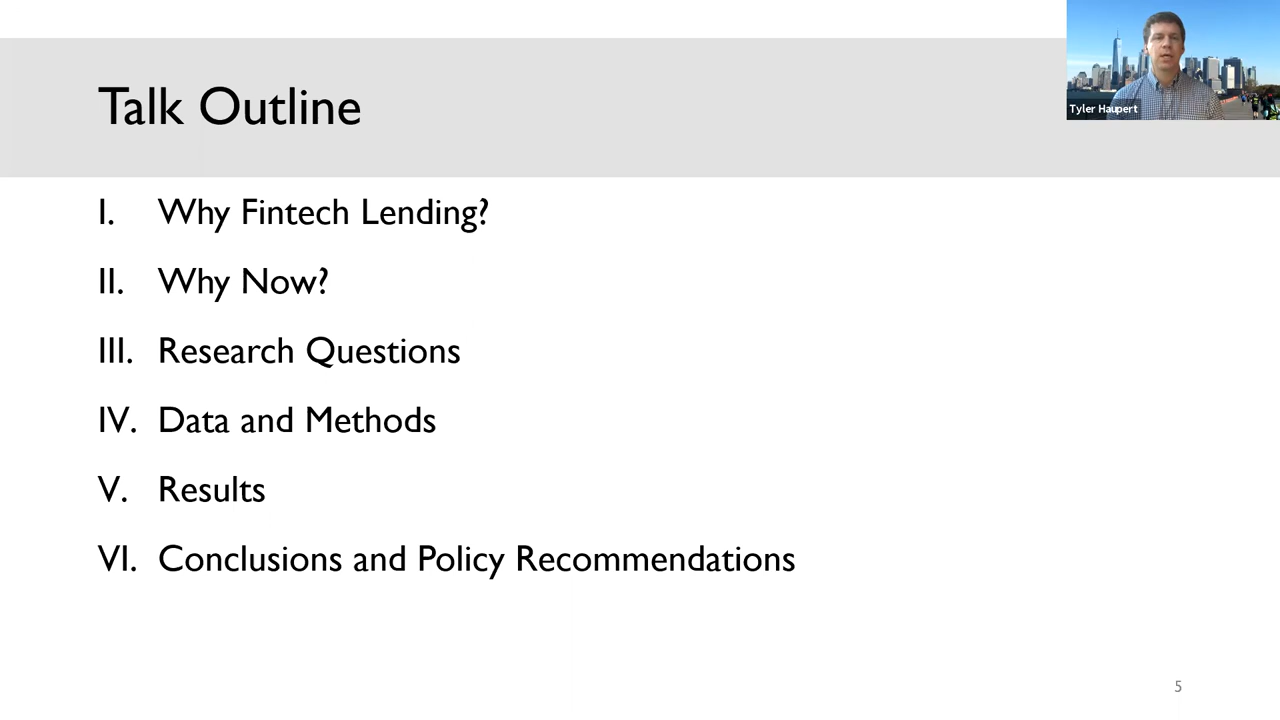 Talk Outline
Tyler Haupert
I. Why Fintech Lending?
II. Why Now?
III. Research Questions
IV. Data and Methods
V. Results
VI. Conclusions and Policy Recommendations
5